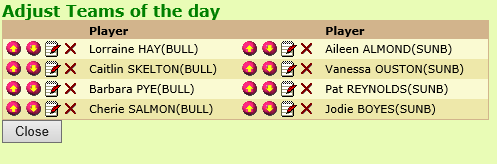 Adjust Teams of the day
Player Player
Lorraine HAY(BULL) Aileen ALMOND(SUNB)
Caitlin SKELTON(BULL) Vanessa OUSTON(SUNB)
Barbara PYE(BULL) Pat REYNOLDS(SUNB)
Cherie SALMON(BULL) Jodie BOYES(SUNB)
Close